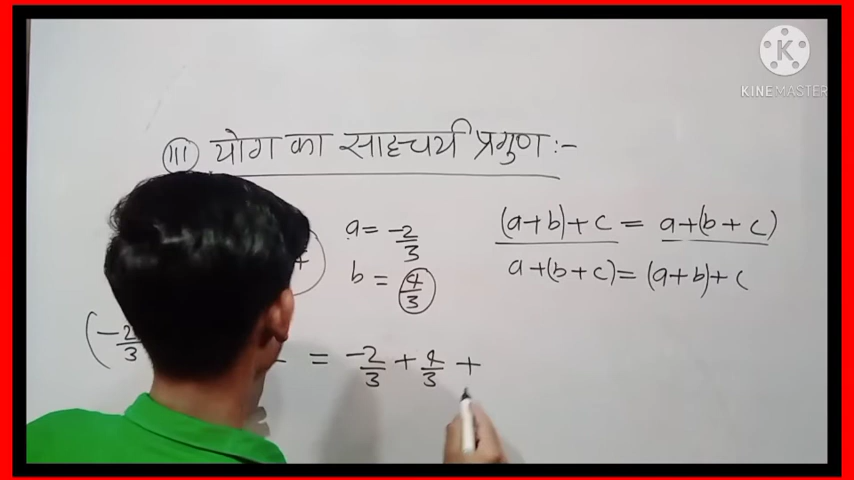 KINEMASTER
(III) योग का साहचर्य प्रगुण :-
a = -2/3
(a+b)+c = a+(b+c)
b = 4/3
a+(b+c) = (a+b)+c
(-2/3 = -2/3 + 4/3 +